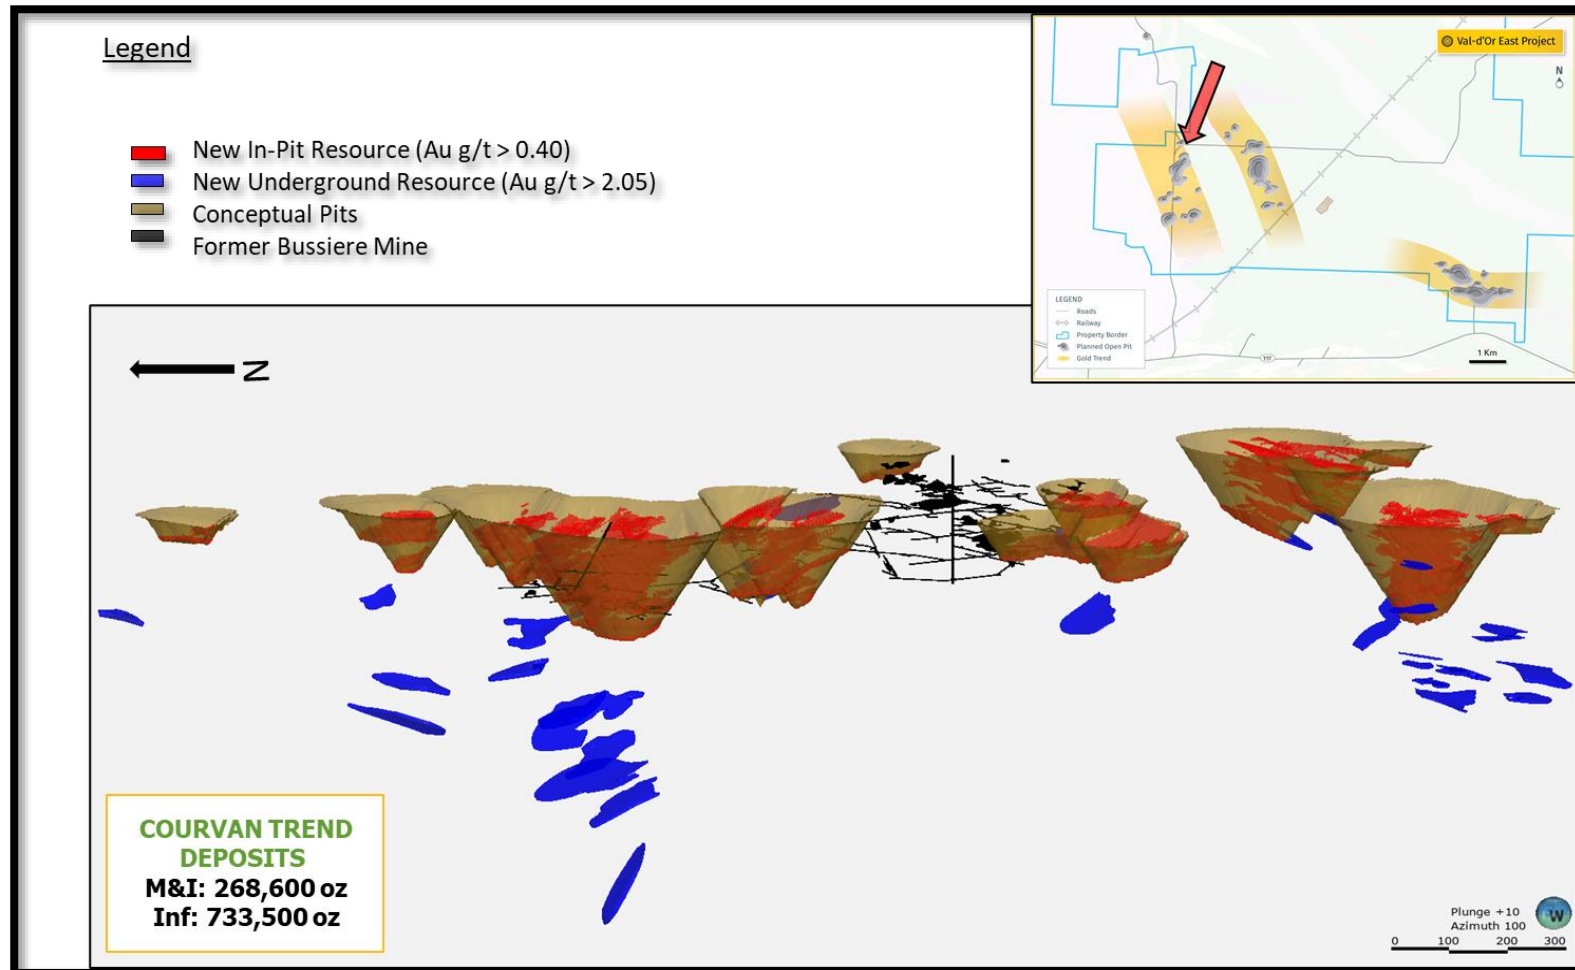 Legend
New In-Pit Resource (Au g/t > 0.40)
New Underground Resource (Au g/t > 2.05)
Conceptual Pits
Former Bussiere Mine
Val-d'Or East Project
N
LEGEND
Roads
Railway
Property Border
Planned Open Pit
Gold Trend
117
1 Km
N
COURVAN TREND
DEPOSITS
M&I: 268,600 oz
Inf: 733,500 oz
Plunge +10
Azimuth 100
W
0 100 200 300